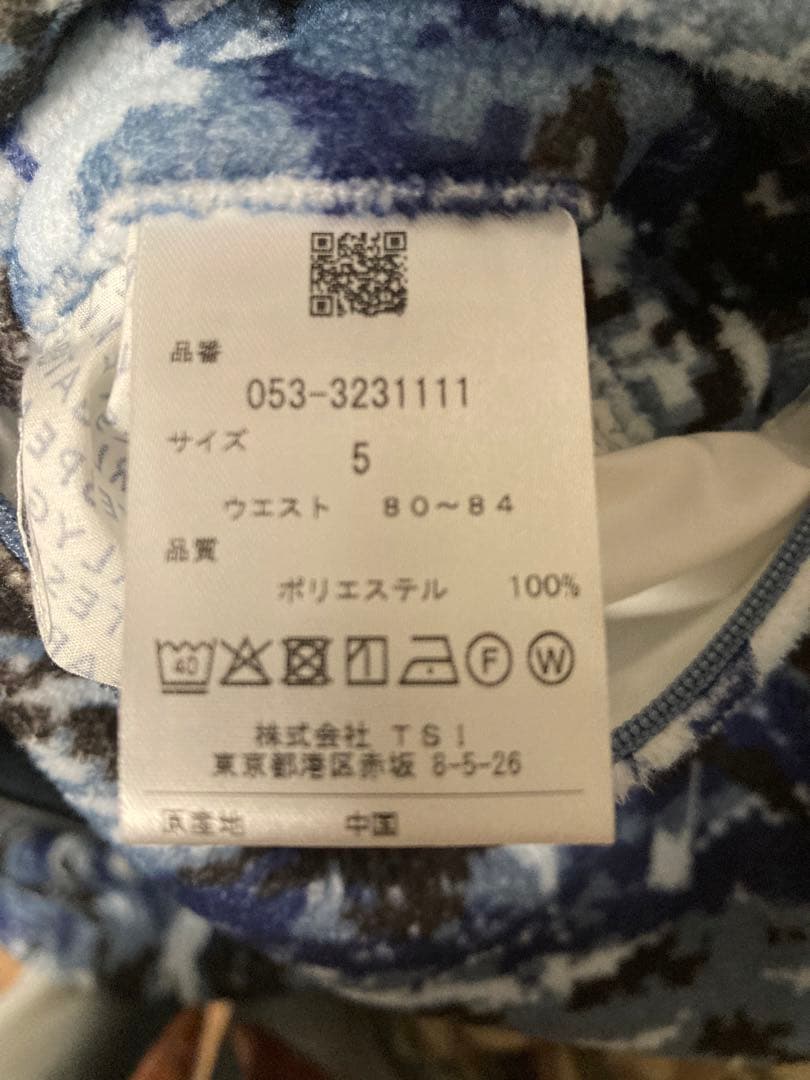 品番
053-3231111
サイズ
5
ウエスト 80～84
品質
ポリエステル 100%
40
F
W
株式会社 TSI
東京都港区赤坂 8-5-26
原産地 中国